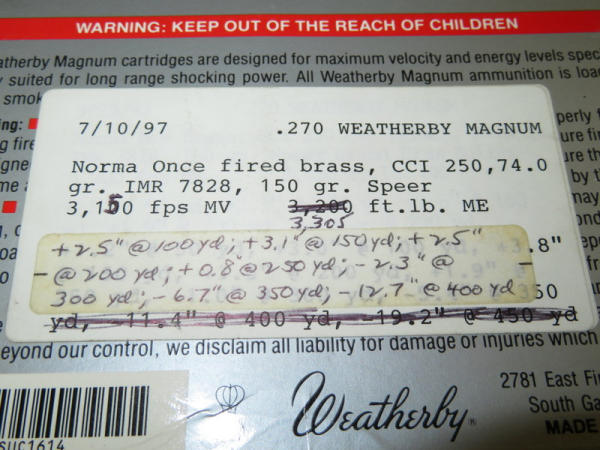 WARNING: KEEP OUT OF THE REACH OF CHILDREN
atherby Magnum cartridges are designed for maximum velocity and energy levels spec
suited for long range shocking power. All Weatherby Magnum ammunition is loa
smok
7/10/97 .270 WEATHERBY MAGNUM
Norma Once fired brass, CCI 250,74.0
gr. IMR 7828, 150 gr. Speer
3,150 fps MV 3,200 ft.lb. ME
3,305
+2.5" @ 100 yd; +3.1" @ 150 yd; +2.5"
@ 200 yd; +0.8" @ 250 yd; -2.3" @
300 yd; -6.7" @ 350 yd; -12.7" @ 400 yd
.8"
50
yd, -11.4" @ 400 yd, -19.2" @ 450 yd
eyond our control, we disclaim all liability for damage or injuries which
Weatherby®
2781 East Fi
South Ga
MADE
suc1614